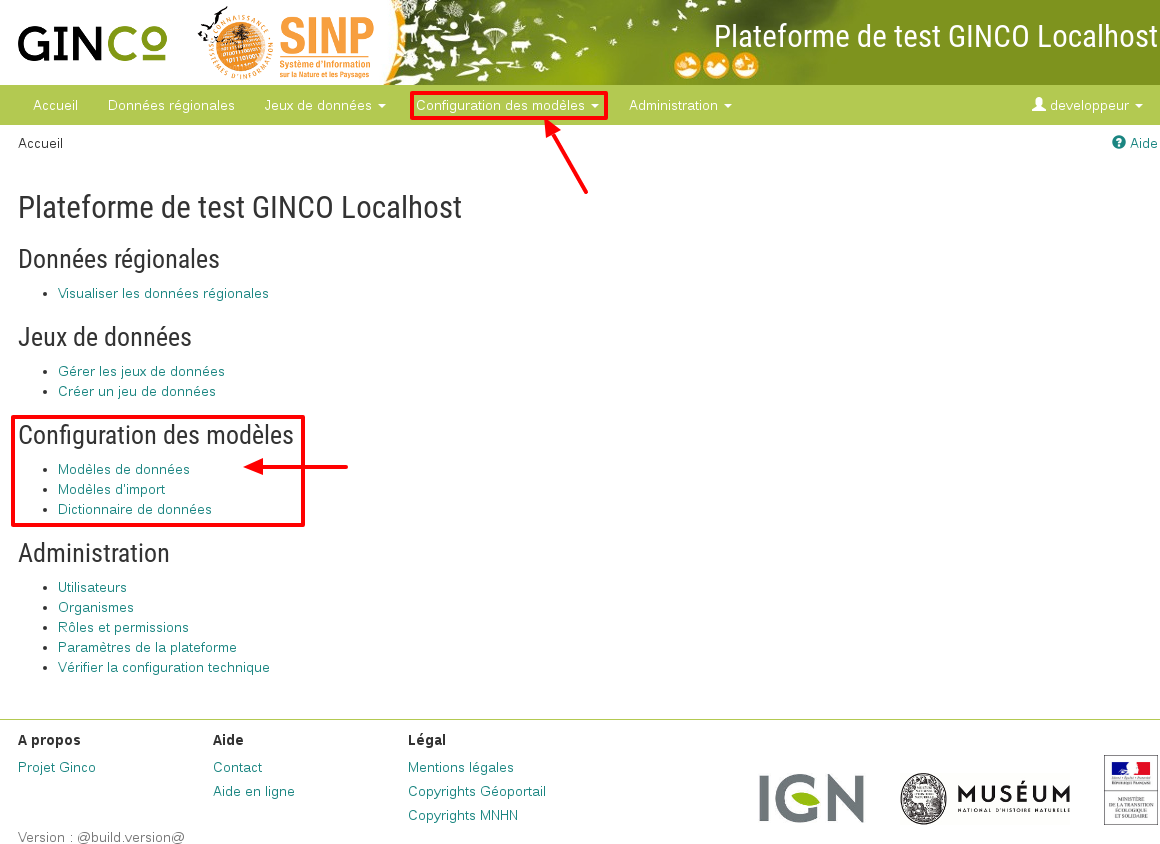 GINCO
CONNAISSANCE
SYSTÈMES D'INFORMATION
SINP
Système d'Information
sur la Nature et les Paysages
Plateforme de test GINCO Localhost
Accueil
Données régionales
Jeux de données
Configuration des modèles
Administration
developpeur
Accueil
Aide
Plateforme de test GINCO Localhost
Données régionales
Visualiser les données régionales
Jeux de données
Gérer les jeux de données
Créer un jeu de données
Configuration des modèles
Modèles de données
Modèles d'import
Dictionnaire de données
Administration
Utilisateurs
Organismes
Rôles et permissions
Paramètres de la plateforme
Vérifier la configuration technique
A propos
Projet Ginco
Aide
Contact
Aide en ligne
Légal
Mentions légales
Copyrights Géoportail
Copyrights MNHN
IGN
MUSÉUM
NATIONAL D'HISTOIRE NATURELLE
Liberté • Égalité • Fraternité
RÉPUBLIQUE FRANÇAISE
MINISTÈRE
DE LA TRANSITION
ÉCOLOGIQUE
ET SOLIDAIRE
Version : @build.version@